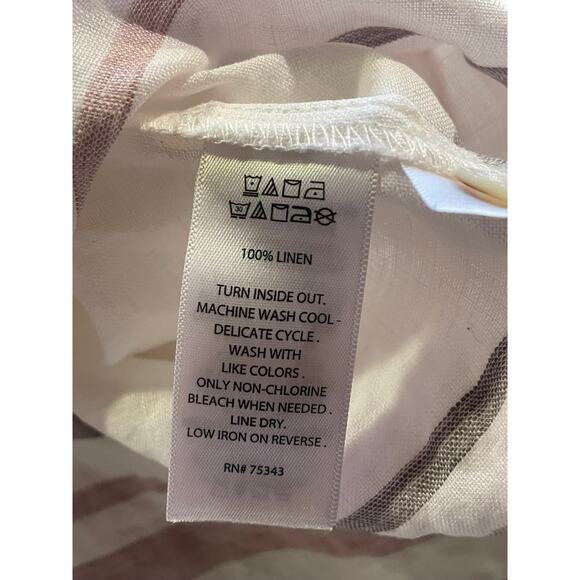 30
100% LINEN
TURN INSIDE OUT.
MACHINE WASH COOL -
DELICATE CYCLE .
WASH WITH
LIKE COLORS .
ONLY NON-CHLORINE
BLEACH WHEN NEEDED .
LINE DRY.
LOW IRON ON REVERSE .
RN# 75343